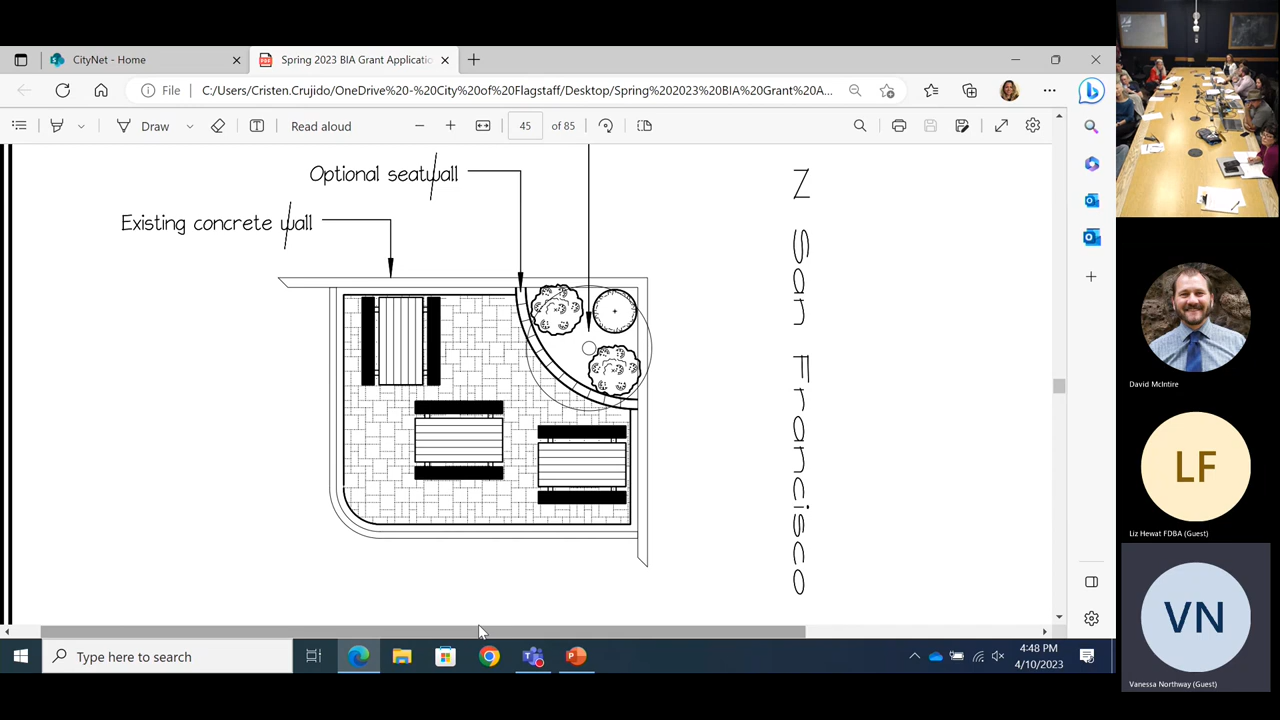 CityNet - Home
Spring 2023 BIA Grant Applicatio
File
C:/Users/Cristen.Crujido/OneDrive%20-%20City%20of%20Flagstaff/Desktop/Spring%202023%20BIA%20Grant%20A...
Draw
Read aloud
45
of 85
Optional seatwall
Existing concrete wall
N San Francisco
David McIntire
LF
Liz Hewat FDBA (Guest)
VN
Vanessa Northway (Guest)
Type here to search
4:48 PM
4/10/2023